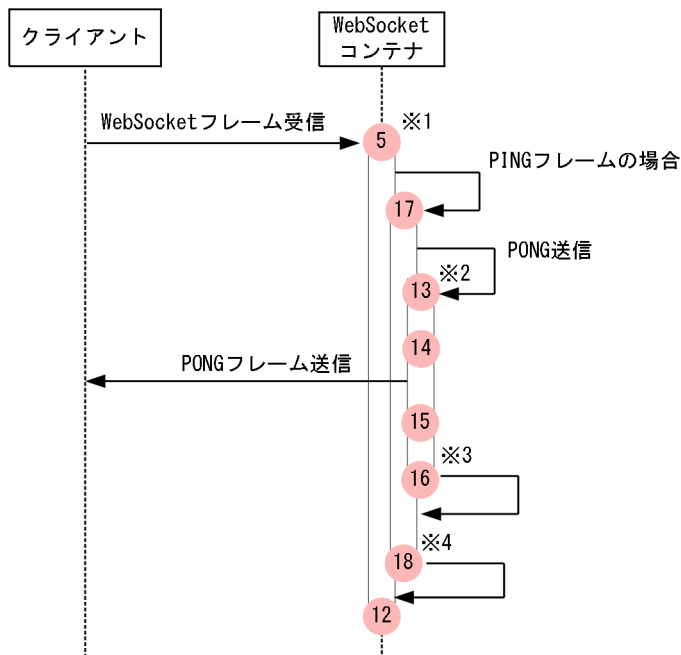 クライアント
WebSocket
コンテナ
WebSocketフレーム受信
※1
5
PINGフレームの場合
17
PONG送信
※2
13
14
PONGフレーム送信
15
※3
16
※4
18
12